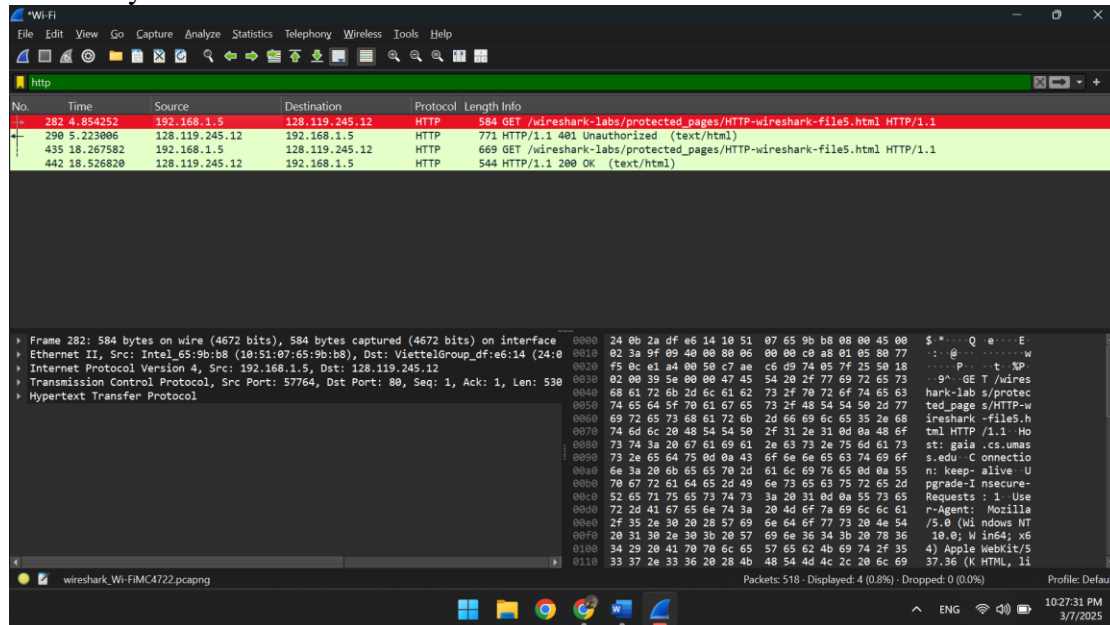 *Wi-Fi
File Edit View Go Capture Analyze Statistics Telephony Wireless Tools Help
http
No. Time Source Destination Protocol Length Info
282 4.854252 192.168.1.5 128.119.245.12 HTTP 584 GET /wireshark-labs/protected_pages/HTTP-wireshark-file5.html HTTP/1.1
290 5.223006 128.119.245.12 192.168.1.5 HTTP 771 HTTP/1.1 401 Unauthorized (text/html)
435 18.267582 192.168.1.5 128.119.245.12 HTTP 669 GET /wireshark-labs/protected_pages/HTTP-wireshark-file5.html HTTP/1.1
442 18.526820 128.119.245.12 192.168.1.5 HTTP 544 HTTP/1.1 200 OK (text/html)
Frame 282: 584 bytes on wire (4672 bits), 584 bytes captured (4672 bits) on interface
Ethernet II, Src: Intel_65:9b:b8 (10:51:07:65:9b:b8), Dst: ViettelGroup_df:e6:14 (24:0
Internet Protocol Version 4, Src: 192.168.1.5, Dst: 128.119.245.12
Transmission Control Protocol, Src Port: 57764, Dst Port: 80, Seq: 1, Ack: 1, Len: 530
Hypertext Transfer Protocol
0000 24 0b 2a df e6 14 10 51 07 65 9b b8 08 00 45 00 $·*····Q ·e····E·
0010 02 3a 9f 09 40 00 80 06 00 00 c0 a8 01 05 80 77 ·:··@··· ·······w
0020 f5 0c e1 a4 00 50 c7 ae c6 d9 74 05 7f 25 50 18 ·····P·· ··t··%P·
0030 02 00 39 5e 00 00 47 45 54 20 2f 77 69 72 65 73 ··9^··GE T /wires
0040 68 61 72 6b 2d 6c 61 62 73 2f 70 72 6f 74 65 63 hark-lab s/protec
0050 74 65 64 5f 70 61 67 65 73 2f 48 54 54 50 2d 77 ted_page s/HTTP-w
0060 69 72 65 73 68 61 72 6b 2d 66 69 6c 65 35 2e 68 ireshark -file5.h
0070 74 6d 6c 20 48 54 54 50 2f 31 2e 31 0d 0a 48 6f tml HTTP /1.1··Ho
0080 73 74 3a 20 67 61 69 61 2e 63 73 2e 75 6d 61 73 st: gaia .cs.umas
0090 73 2e 65 64 75 0d 0a 43 6f 6e 6e 65 63 74 69 6f s.edu··C onnectio
00a0 6e 3a 20 6b 65 65 70 2d 61 6c 69 76 65 0d 0a 55 n: keep- alive··U
00b0 70 67 72 61 64 65 2d 49 6e 73 65 63 75 72 65 2d pgrade-I nsecure-
00c0 52 65 71 75 65 73 74 73 3a 20 31 0d 0a 55 73 65 Requests : 1··Use
00d0 72 2d 41 67 65 6e 74 3a 20 4d 6f 7a 69 6c 6c 61 r-Agent: Mozilla
00e0 2f 35 2e 30 20 28 57 69 6e 64 6f 77 73 20 4e 54 /5.0 (Wi ndows NT
00f0 20 31 30 2e 30 3b 20 57 69 6e 36 34 3b 20 78 36 10.0; W in64; x6
0100 34 29 20 41 70 70 6c 65 57 65 62 4b 69 74 2f 35 4) Apple WebKit/5
0110 33 37 2e 33 36 20 28 4b 48 54 4d 4c 2c 20 6c 69 37.36 (K HTML, li
wireshark_Wi-FiMC4722.pcapng Packets: 518 · Displayed: 4 (0.8%) · Dropped: 0 (0.0%) Profile: Defau
ENG 10:27:31 PM
3/7/2025